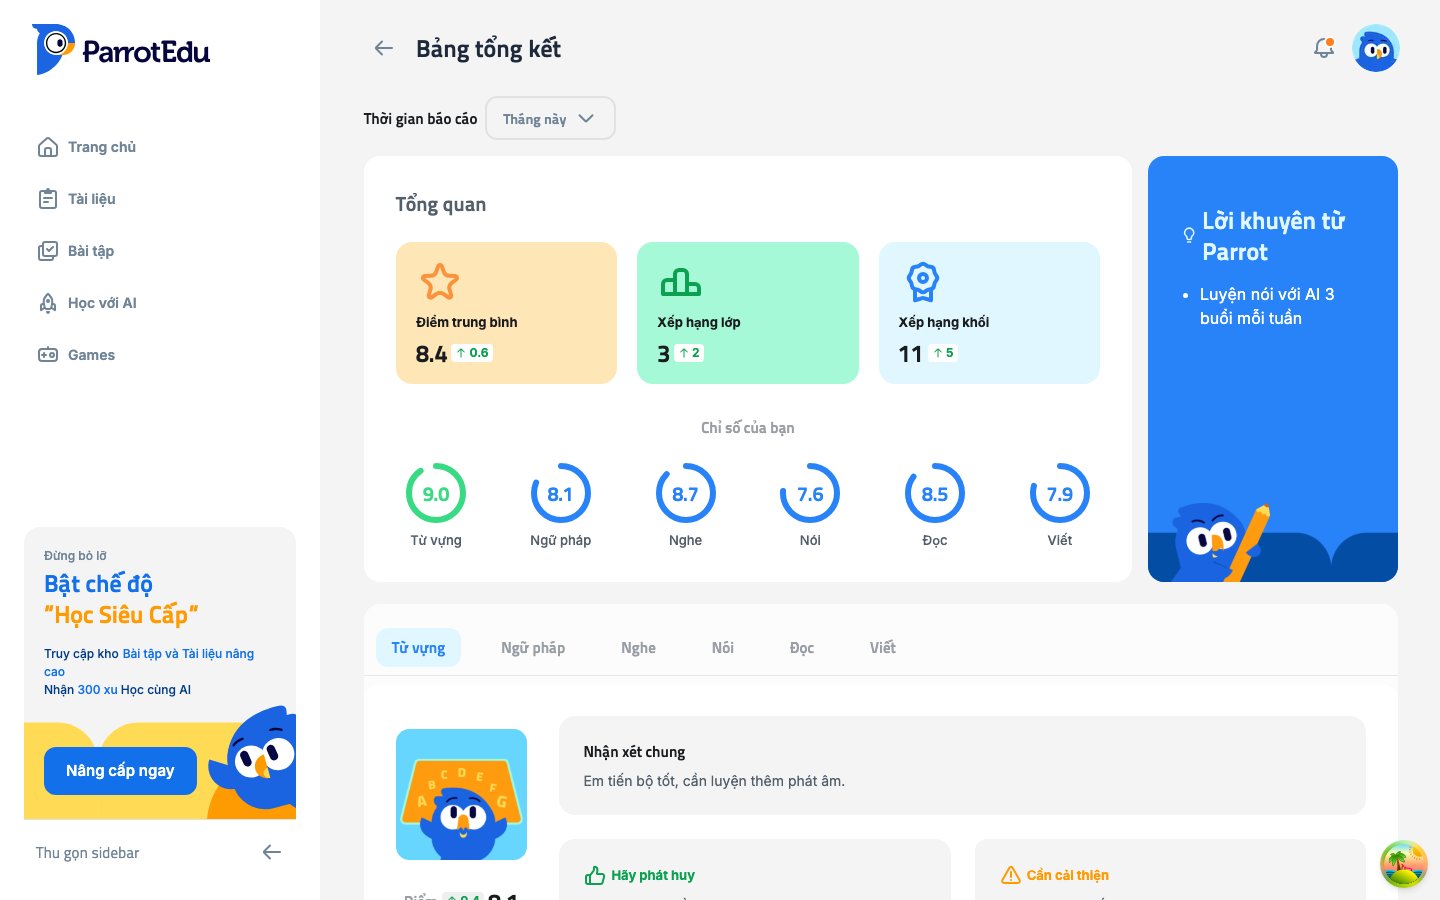 ParrotEdu
Trang chủ
Tài liệu
Bài tập
Học với AI
Games
Đừng bỏ lỡ
Bật chế độ
“Học Siêu Cấp”
Truy cập kho Bài tập và Tài liệu nâng
cao
Nhận 300 xu Học cùng AI
Nâng cấp ngay
Thu gọn sidebar
Bảng tổng kết
Thời gian báo cáo
Tháng này
Tổng quan
Điểm trung bình
8.4 ↑ 0.6
Xếp hạng lớp
3 ↑ 2
Xếp hạng khối
11 ↑ 5
Chỉ số của bạn
9.0
Từ vựng
8.1
Ngữ pháp
8.7
Nghe
7.6
Nói
8.5
Đọc
7.9
Viết
Lời khuyên từ
Parrot
• Luyện nói với AI 3
buổi mỗi tuần
Từ vựng
Ngữ pháp
Nghe
Nói
Đọc
Viết
A B C D E F G
Nhận xét chung
Em tiến bộ tốt, cần luyện thêm phát âm.
Hãy phát huy
Cần cải thiện
Điểm